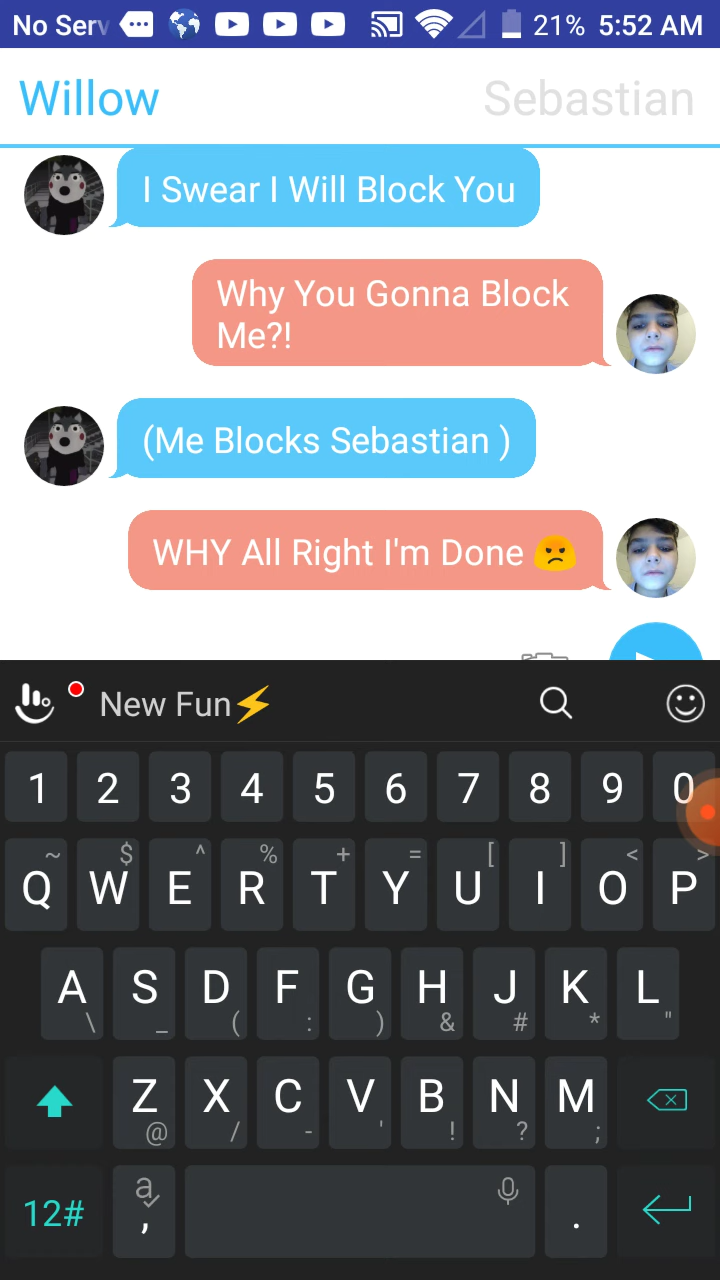 No Serv 21% 5:52 AM
Willow Sebastian
I Swear I Will Block You
Why You Gonna Block
Me?!
(Me Blocks Sebastian )
WHY All Right I'm Done 😡
New Fun⚡
1 2 3 4 5 6 7 8 9 0
~ $ ^ % + = [ ] < >
Q W E R T Y U I O P
A S D F G H J K L
\ _ ( : ) & # * "
Z X C V B N M
@ / - ' ! ? ;
12# a , .